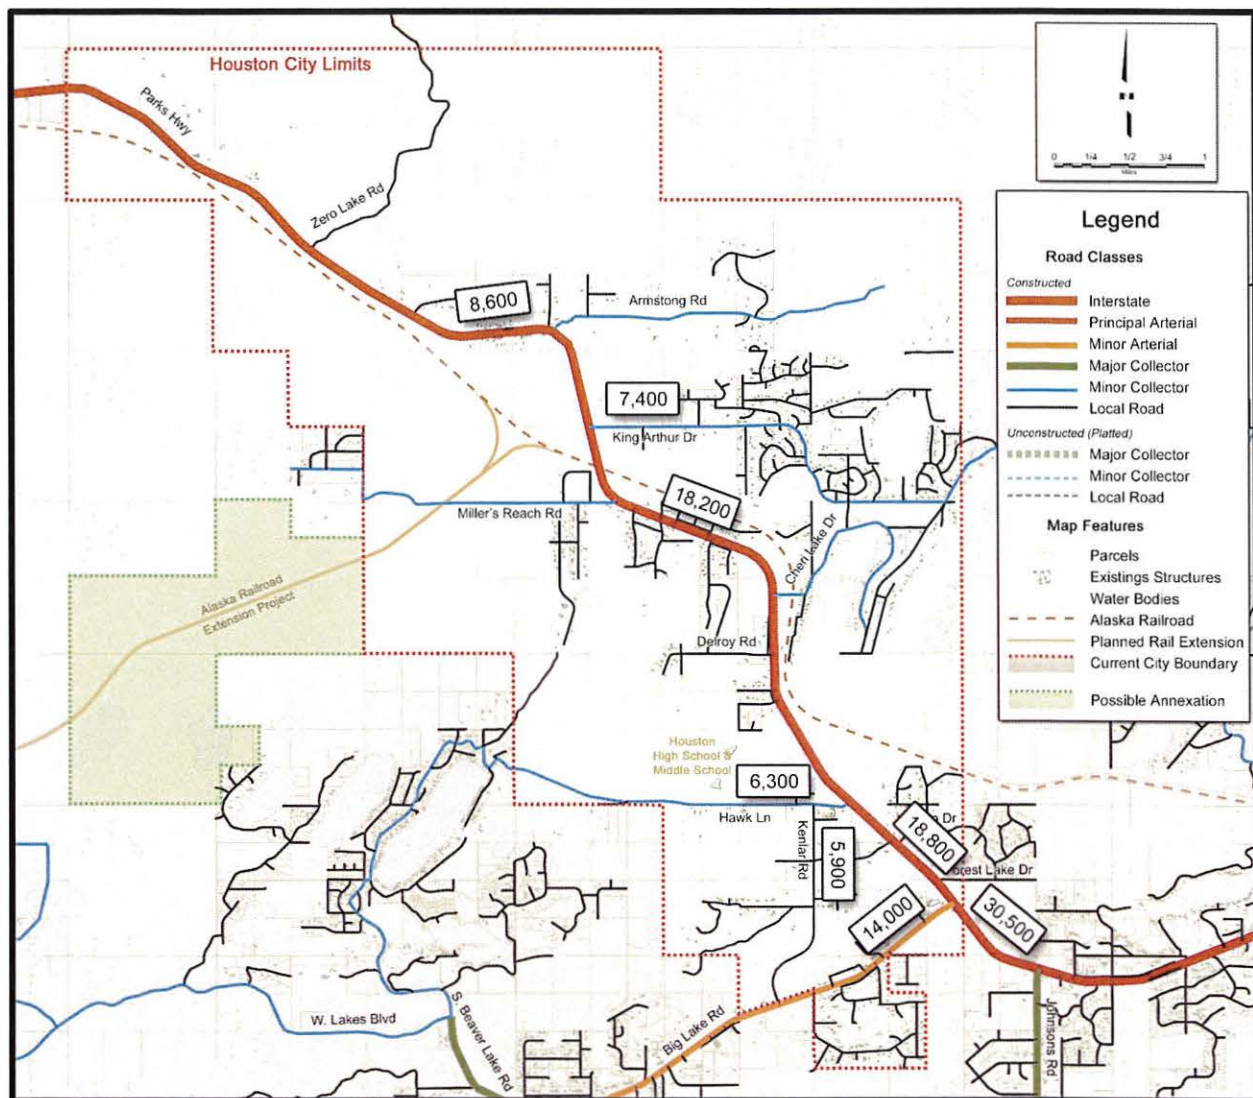 Houston City Limits
Parks Hwy
Zero Lake Rd
8,600
Armstong Rd
7,400
King Arthur Dr
18,200
Miller's Reach Rd
Cheri Lake Dr
Alaska Railroad
Extension Project
Delroy Rd
Houston
High School &
Middle School
6,300
Hawk Ln
Kenlar Rd
5,900
18,800
Dr
orest Lake Dr
14,000
30,500
W. Lakes Blvd
S. Beaver Lake Rd
Big Lake Rd
Johnsons Rd
0 1/4 1/2 3/4 1
Miles
Legend
Road Classes
Constructed
Interstate
Principal Arterial
Minor Arterial
Major Collector
Minor Collector
Local Road
Unconstructed (Platted)
Major Collector
Minor Collector
Local Road
Map Features
Parcels
Existings Structures
Water Bodies
Alaska Railroad
Planned Rail Extension
Current City Boundary
Possible Annexation